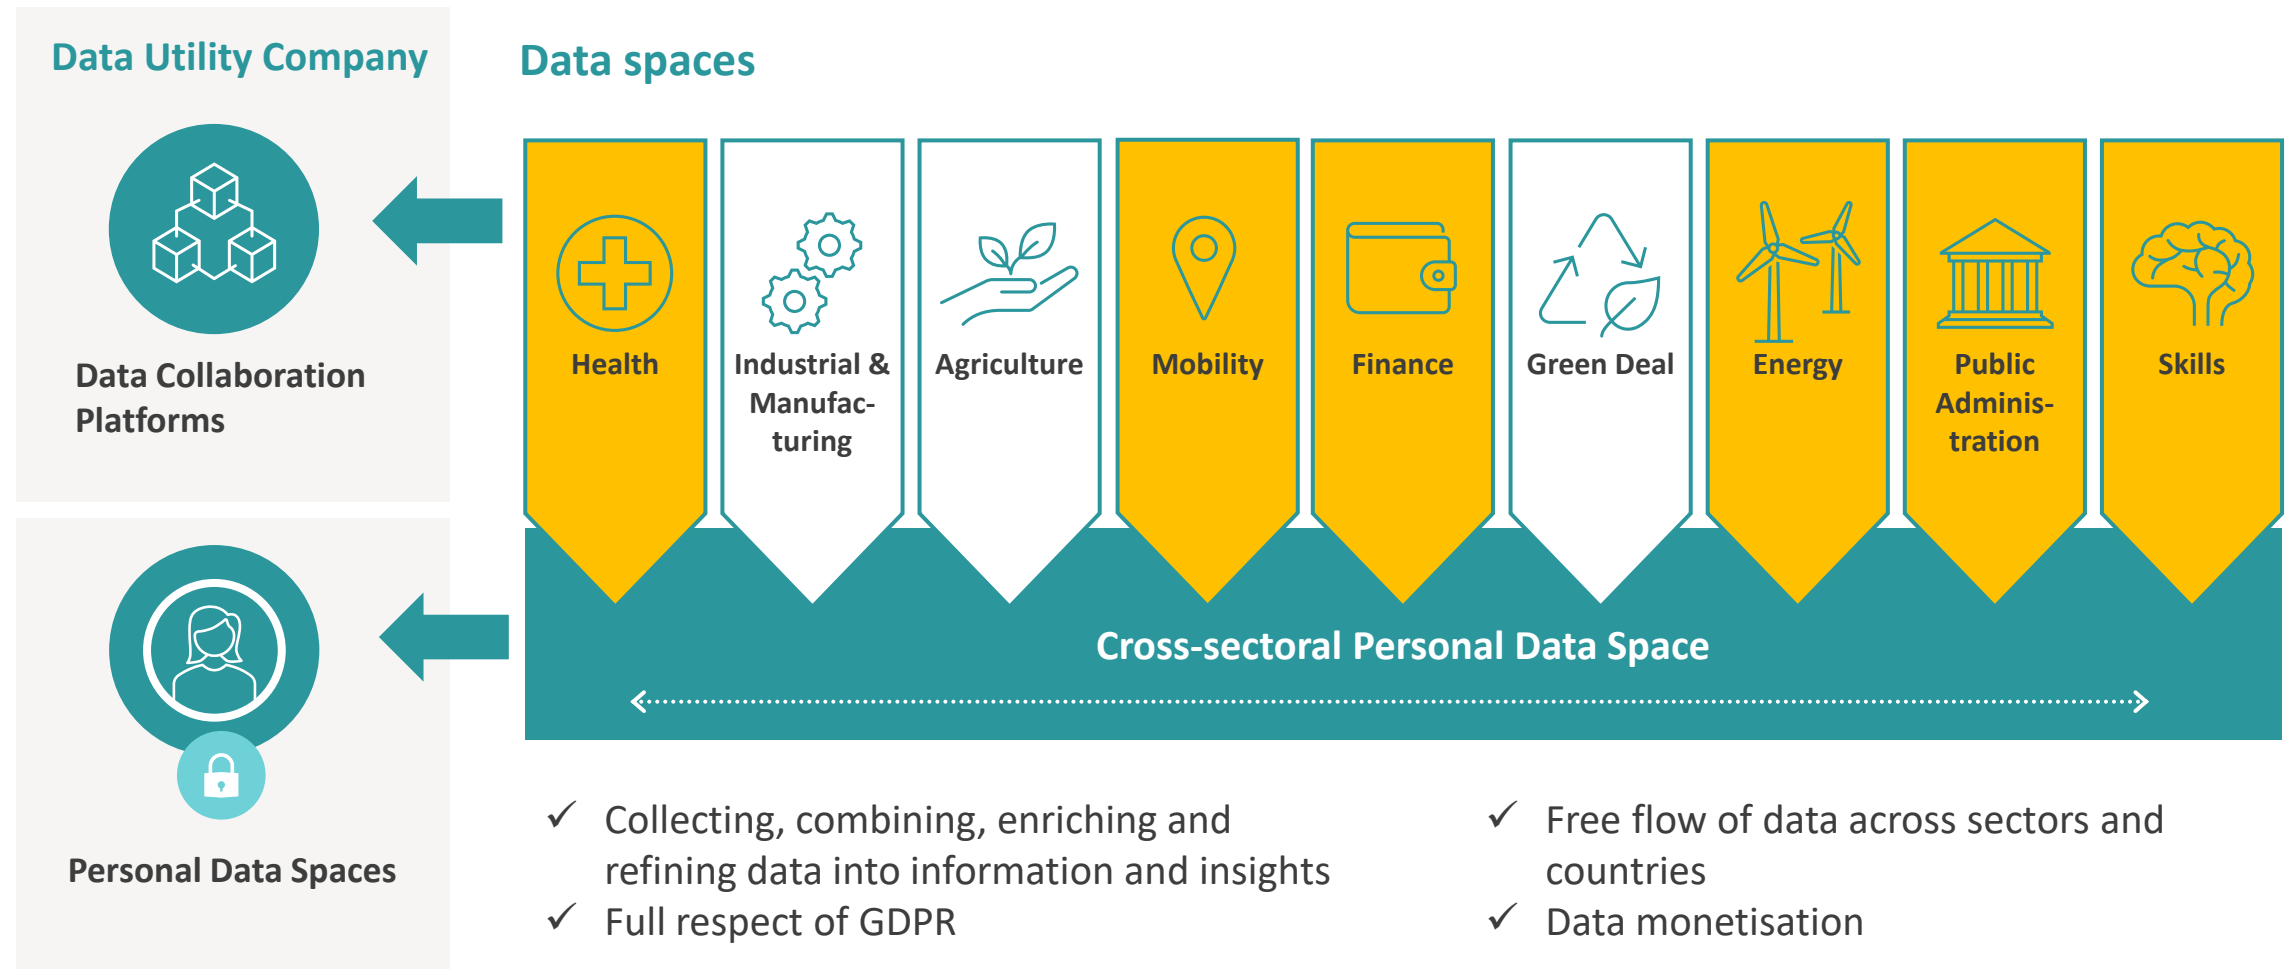 Data Utility Company
Data Collaboration
Platforms
Personal Data Spaces
Data spaces
Health
Industrial &
Manufac-
turing
Agriculture
Mobility
Finance
Green Deal
Energy
Public
Adminis-
tration
Skills
Cross-sectoral Personal Data Space
✓ Collecting, combining, enriching and
refining data into information and insights
✓ Full respect of GDPR
✓ Free flow of data across sectors and
countries
✓ Data monetisation